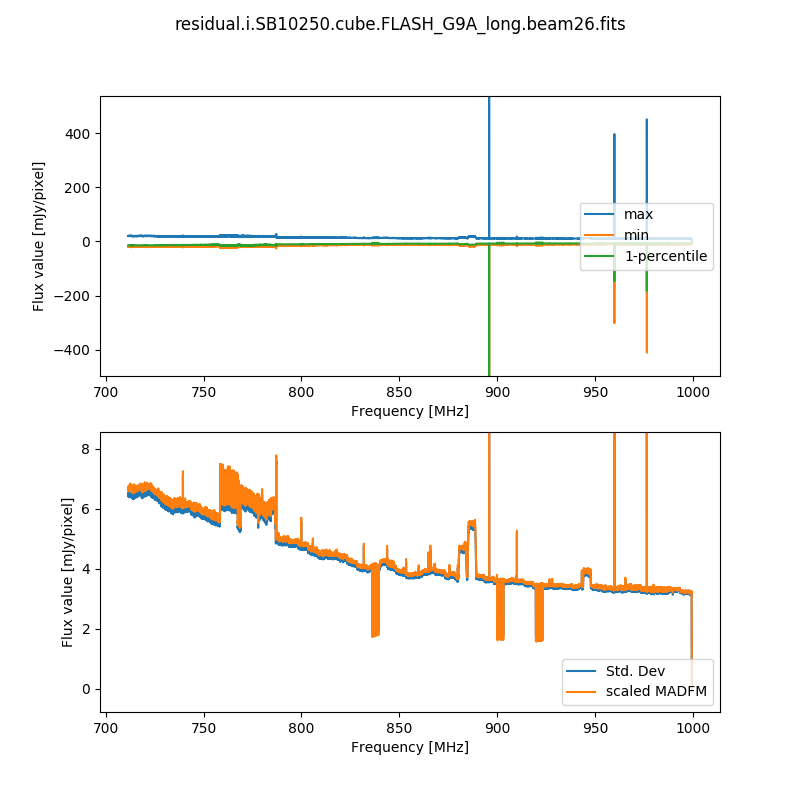 residual.i.SB10250.cube.FLASH_G9A_long.beam26.fits
400
200
0
−200
−400
Flux value [mJy/pixel]
max
min
1-percentile
700 750 800 850 900 950 1000
Frequency [MHz]
8
6
4
2
0
Flux value [mJy/pixel]
Std. Dev
scaled MADFM
700 750 800 850 900 950 1000
Frequency [MHz]